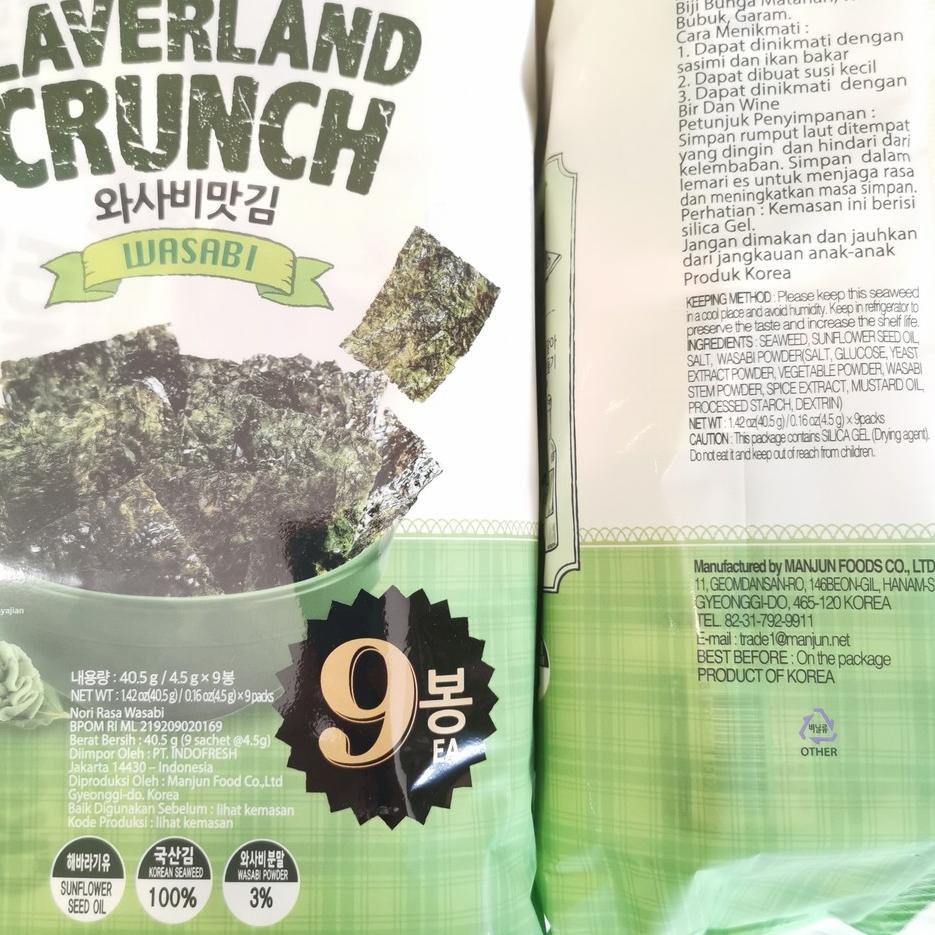 LAVERLAND
CRUNCH
와사비맛김
WASABI
yajian
9
봉
EA
내용량 : 40.5 g / 4.5 g × 9 봉
NET WT : 1.42 oz(40.5 g) / 0.16 oz(4.5 g) × 9 packs
Nori Rasa Wasabi
BPOM RI ML 219209020169
Berat Bersih : 40.5 g (9 sachet @4.5g)
Diimpor Oleh : PT. INDOFRESH
Jakarta 14430 – Indonesia
Diproduksi Oleh : Manjun Food Co.,Ltd
Gyeonggi-do. Korea
Baik Digunakan Sebelum : lihat kemasan
Kode Produksi : lihat kemasan
해바라기유
SUNFLOWER
SEED OIL
국산김
KOREAN SEAWEED
100%
와사비분말
WASABI POWDER
3%
Biji Bunga Matahari,
Bubuk, Garam.
Cara Menikmati :
1. Dapat dinikmati dengan
sasimi dan ikan bakar
2. Dapat dibuat susi kecil
3. Dapat dinikmati dengan
Bir Dan Wine
Petunjuk Penyimpanan :
Simpan rumput laut ditempat
yang dingin dan hindari dari
kelembaban. Simpan dalam
lemari es untuk menjaga rasa
dan meningkatkan masa simpan.
Perhatian : Kemasan ini berisi
silica Gel.
Jangan dimakan dan jauhkan
dari jangkauan anak-anak
Produk Korea
KEEPING METHOD : Please keep this seaweed
in a cool place and avoid humidity. Keep in refrigerator to
preserve the taste and increase the shelf life.
INGREDIENTS : SEAWEED, SUNFLOWER SEED OIL,
SALT, WASABI POWDER(SALT, GLUCOSE, YEAST
EXTRACT POWDER, VEGETABLE POWDER, WASABI
STEM POWDER, SPICE EXTRACT, MUSTARD OIL,
PROCESSED STARCH, DEXTRIN)
NET WT : 1.42 oz(40.5 g) / 0.16 oz(4.5 g) × 9packs
CAUTION : This package contains SILICA GEL (Drying agent).
Do not eat it and keep out of reach from children.
Manufactured by MANJUN FOODS CO., LTD
11, GEOMDANSAN-RO, 146BEON-GIL, HANAM-S
GYEONGGI-DO, 465-120 KOREA
TEL. 82-31-792-9911
E-mail : trade1@manjun.net
BEST BEFORE : On the package
PRODUCT OF KOREA
비닐류
OTHER